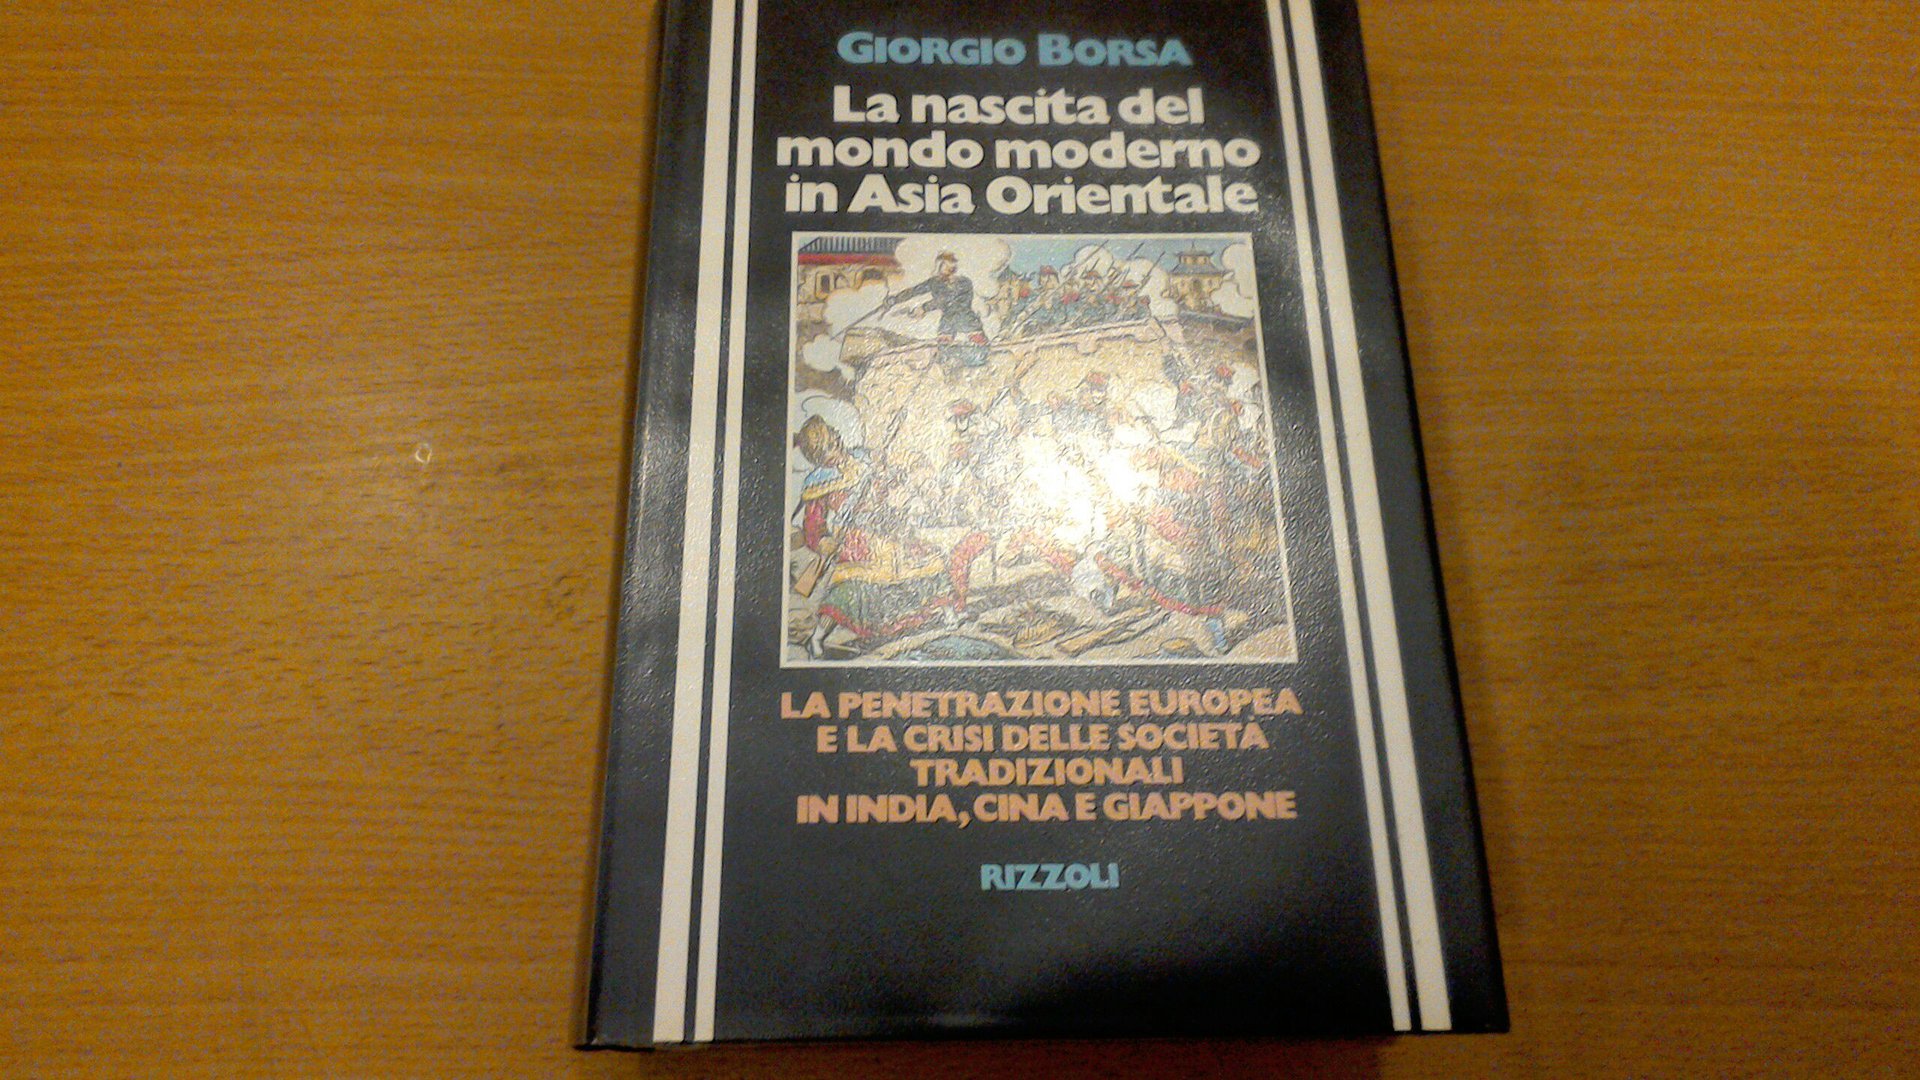 GIORGIO BORSA
La nascita del
mondo moderno
in Asia Orientale
LA PENETRAZIONE EUROPEA
E LA CRISI DELLE SOCIETÀ
TRADIZIONALI
IN INDIA, CINA E GIAPPONE
RIZZOLI